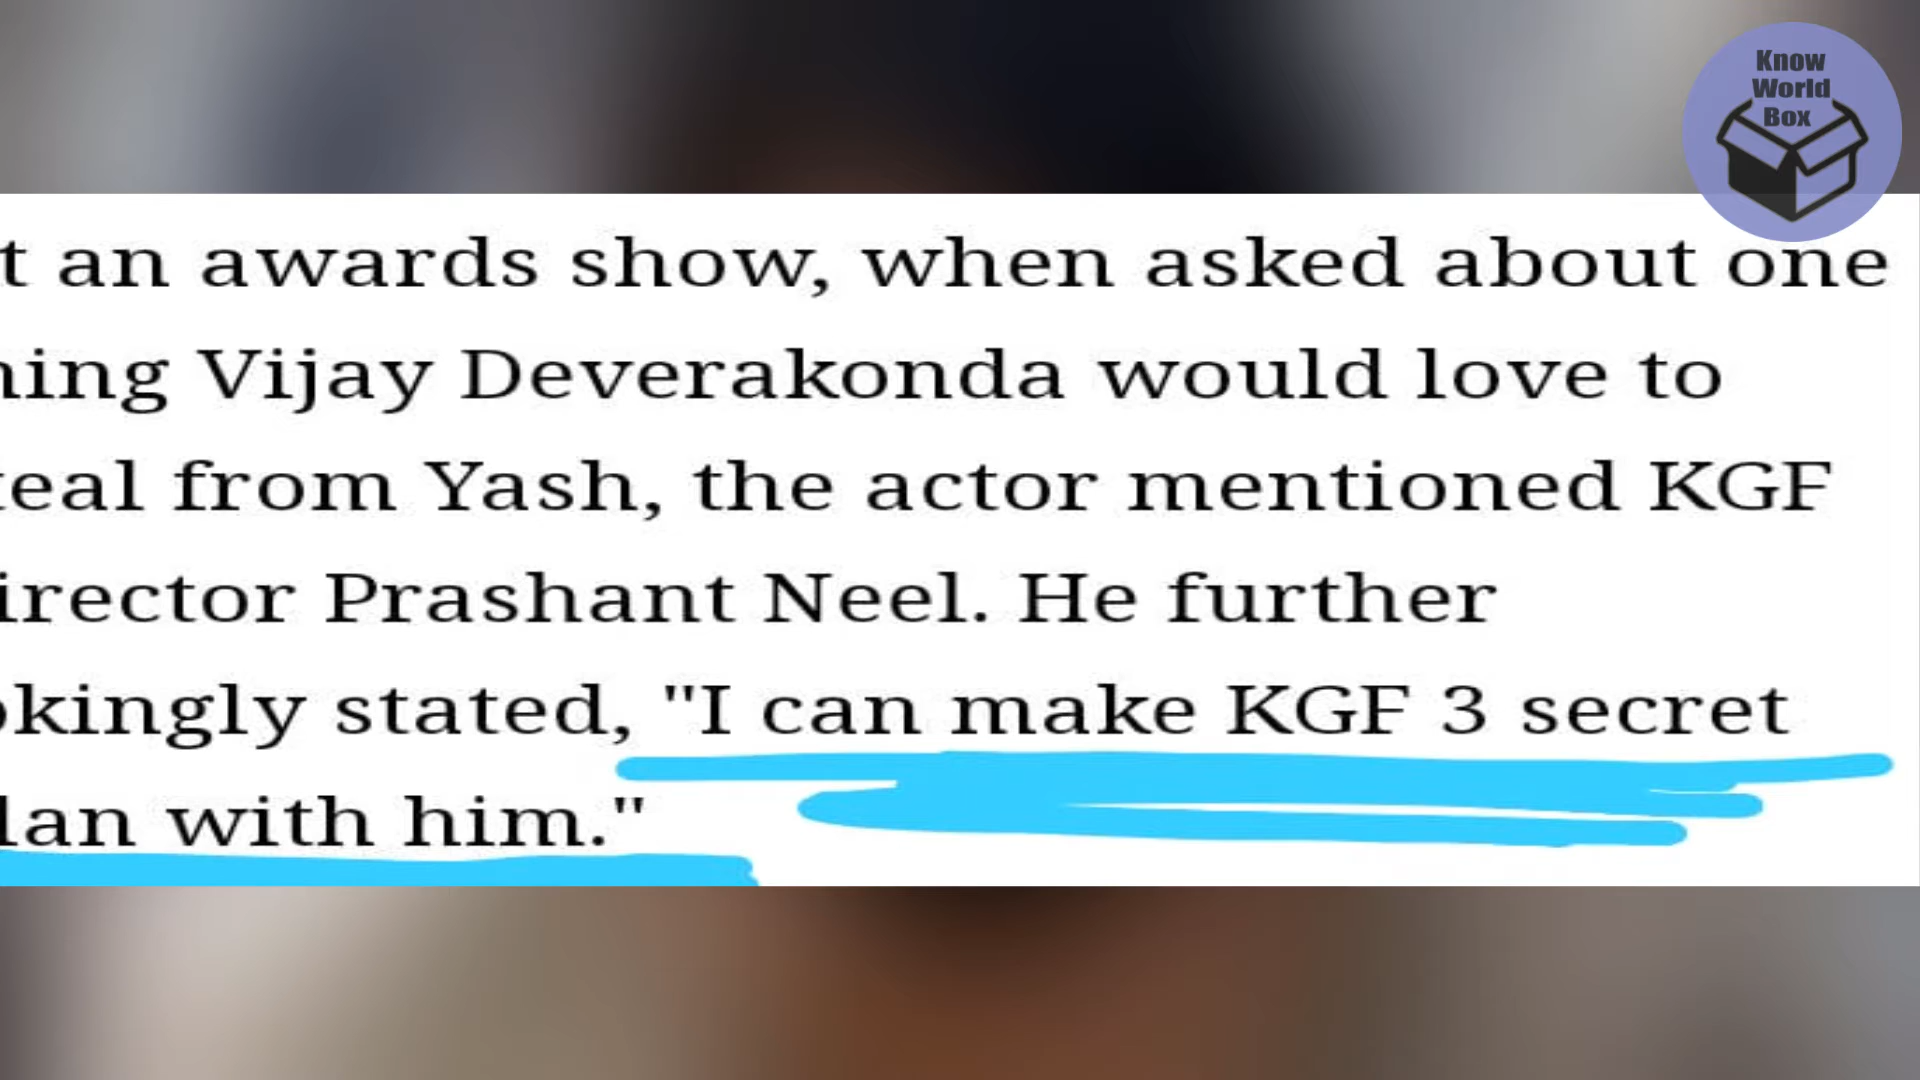 Know
World
Box
t an awards show, when asked about one
hing Vijay Deverakonda would love to
teal from Yash, the actor mentioned KGF
irector Prashant Neel. He further
okingly stated, "I can make KGF 3 secret
lan with him."